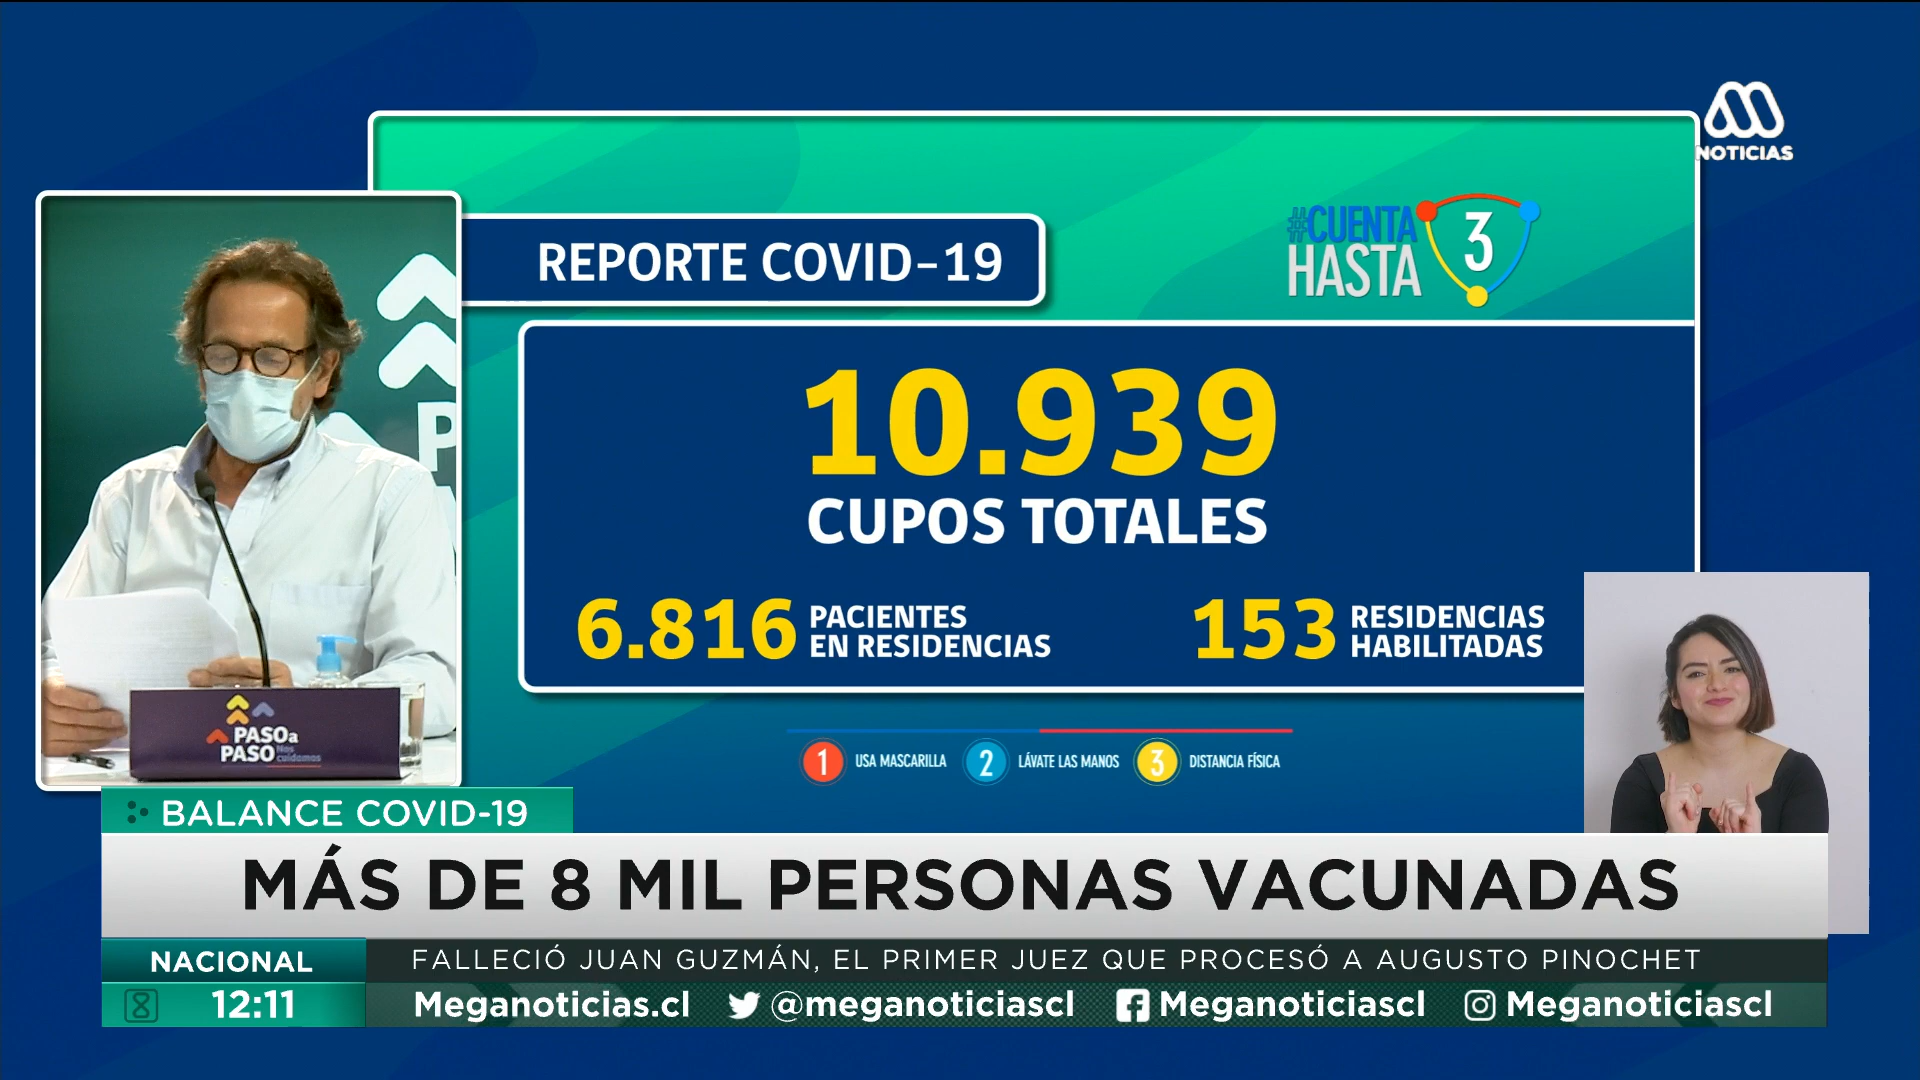 NOTICIAS
#CUENTA
HASTA
3
REPORTE COVID-19
10.939
CUPOS TOTALES
6.816 PACIENTES
EN RESIDENCIAS
153 RESIDENCIAS
HABILITADAS
P
PASO a
PASO Nos
cuidamos
1 USA MASCARILLA 2 LÁVATE LAS MANOS 3 DISTANCIA FÍSICA
BALANCE COVID-19
MÁS DE 8 MIL PERSONAS VACUNADAS
NACIONAL FALLECIÓ JUAN GUZMÁN, EL PRIMER JUEZ QUE PROCESÓ A AUGUSTO PINOCHET
12:11 Meganoticias.cl @meganoticiascl Meganoticiascl Meganoticiascl